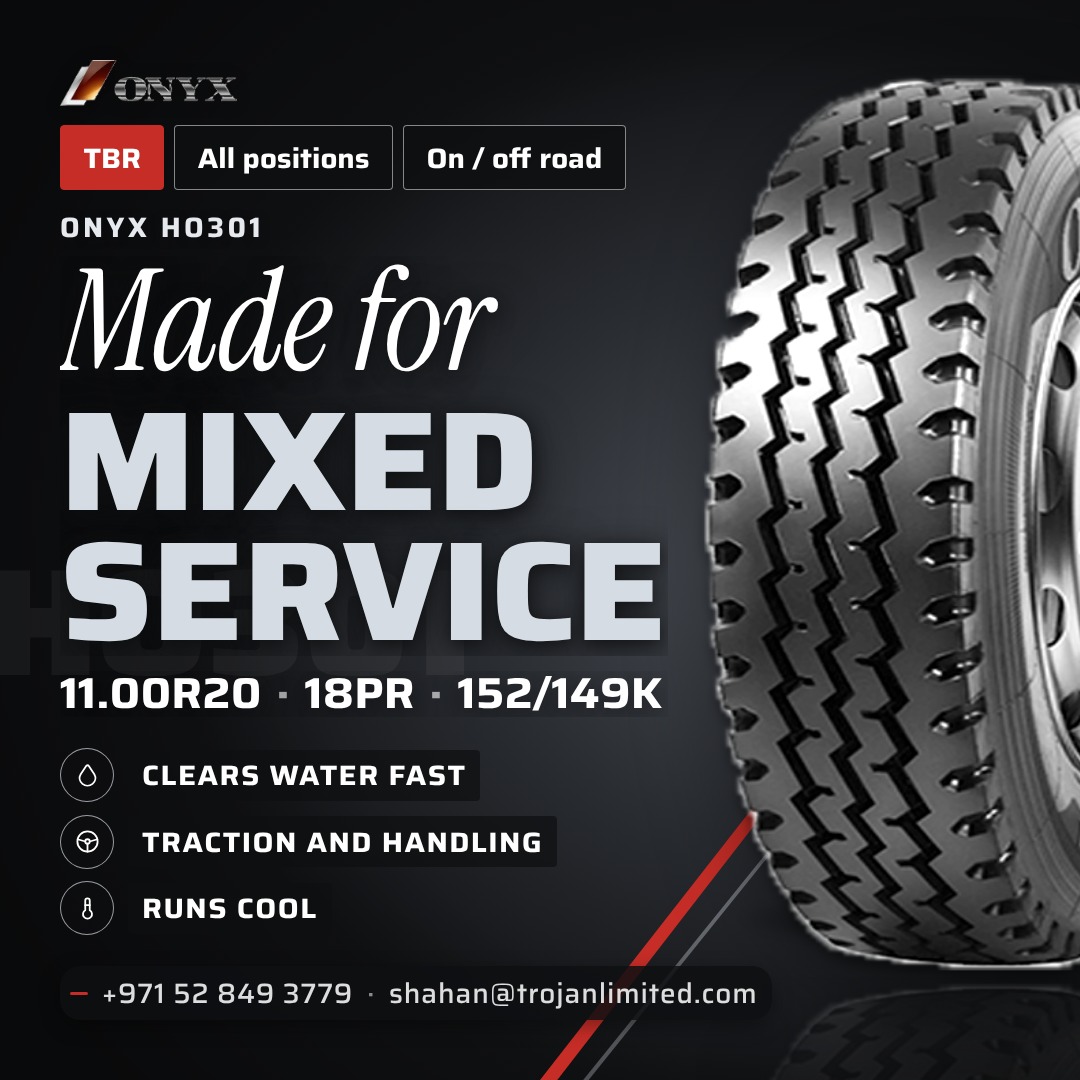 ONYX
TBR
All positions
On / off road
ONYX HO301
Made for
MIXED
SERVICE
HO301
11.00R20 · 18PR · 152/149K
CLEARS WATER FAST
TRACTION AND HANDLING
RUNS COOL
+971 52 849 3779 · shahan@trojanlimited.com